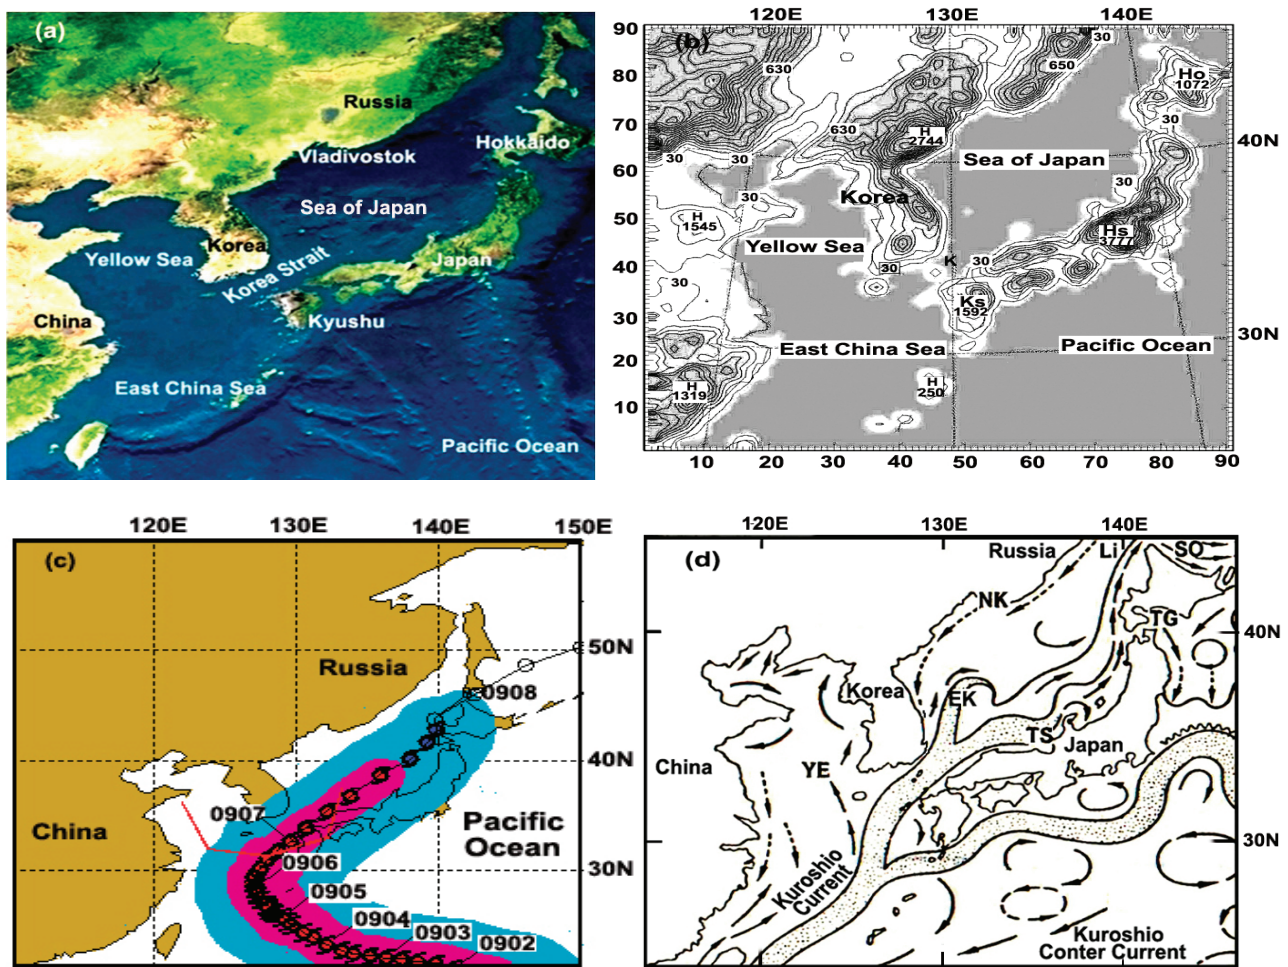 (a)
Russia
Hokkaido
Vladivostok
Sea of Japan
Korea
Yellow Sea
Korea Strait
Japan
China
Kyushu
East China Sea
Pacific Ocean
120E 130E 140E
(b)
90
80
70
60
50
40
30
20
10
30
630
650
Ho
1072
30
630
H
2744
30
30
40N
Sea of Japan
30
Korea
30
H
1545
Hs
3777
Yellow Sea
K
30
30
30
Ks
1592
30N
East China Sea
Pacific Ocean
H
1319
H
250
10 20 30 40 50 60 70 80 90
120E 130E 140E 150E
(c)
50N
Russia
0908
40N
0907
China
Pacific
Ocean
0906
30N
0905
0904
0903
0902
120E 130E 140E
(d)
Russia
Li
SO
NK
TG
40N
Korea
EK
TS
Japan
China
YE
30N
Kuroshio
Current
Kuroshio
Conter Current